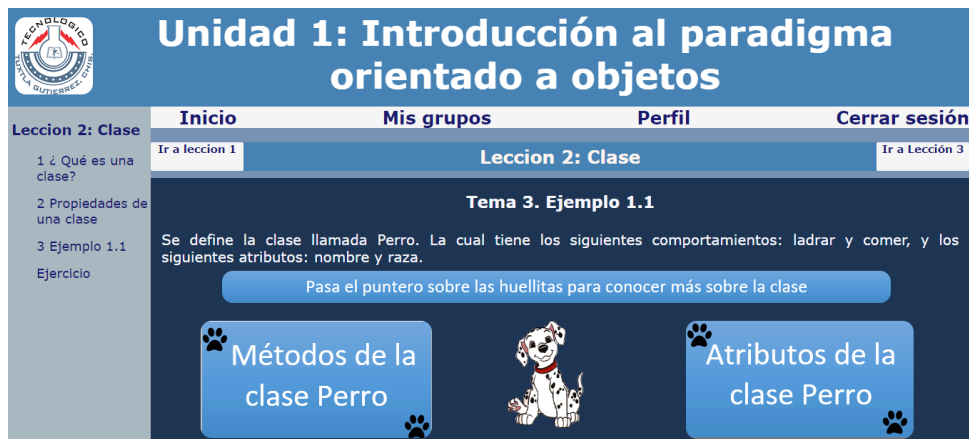 TECNOLOGICO
TUXTLA GUTIERREZ, CHIS.
Unidad 1: Introducción al paradigma
orientado a objetos
Inicio
Mis grupos
Perfil
Cerrar sesión
Leccion 2: Clase
1 ¿ Qué es una
clase?
2 Propiedades de
una clase
3 Ejemplo 1.1
Ejercicio
Ir a leccion 1
Leccion 2: Clase
Ir a Lección 3
Tema 3. Ejemplo 1.1
Se define la clase llamada Perro. La cual tiene los siguientes comportamientos: ladrar y comer, y los
siguientes atributos: nombre y raza.
Pasa el puntero sobre las huellitas para conocer más sobre la clase
Métodos de la
clase Perro
Atributos de la
clase Perro